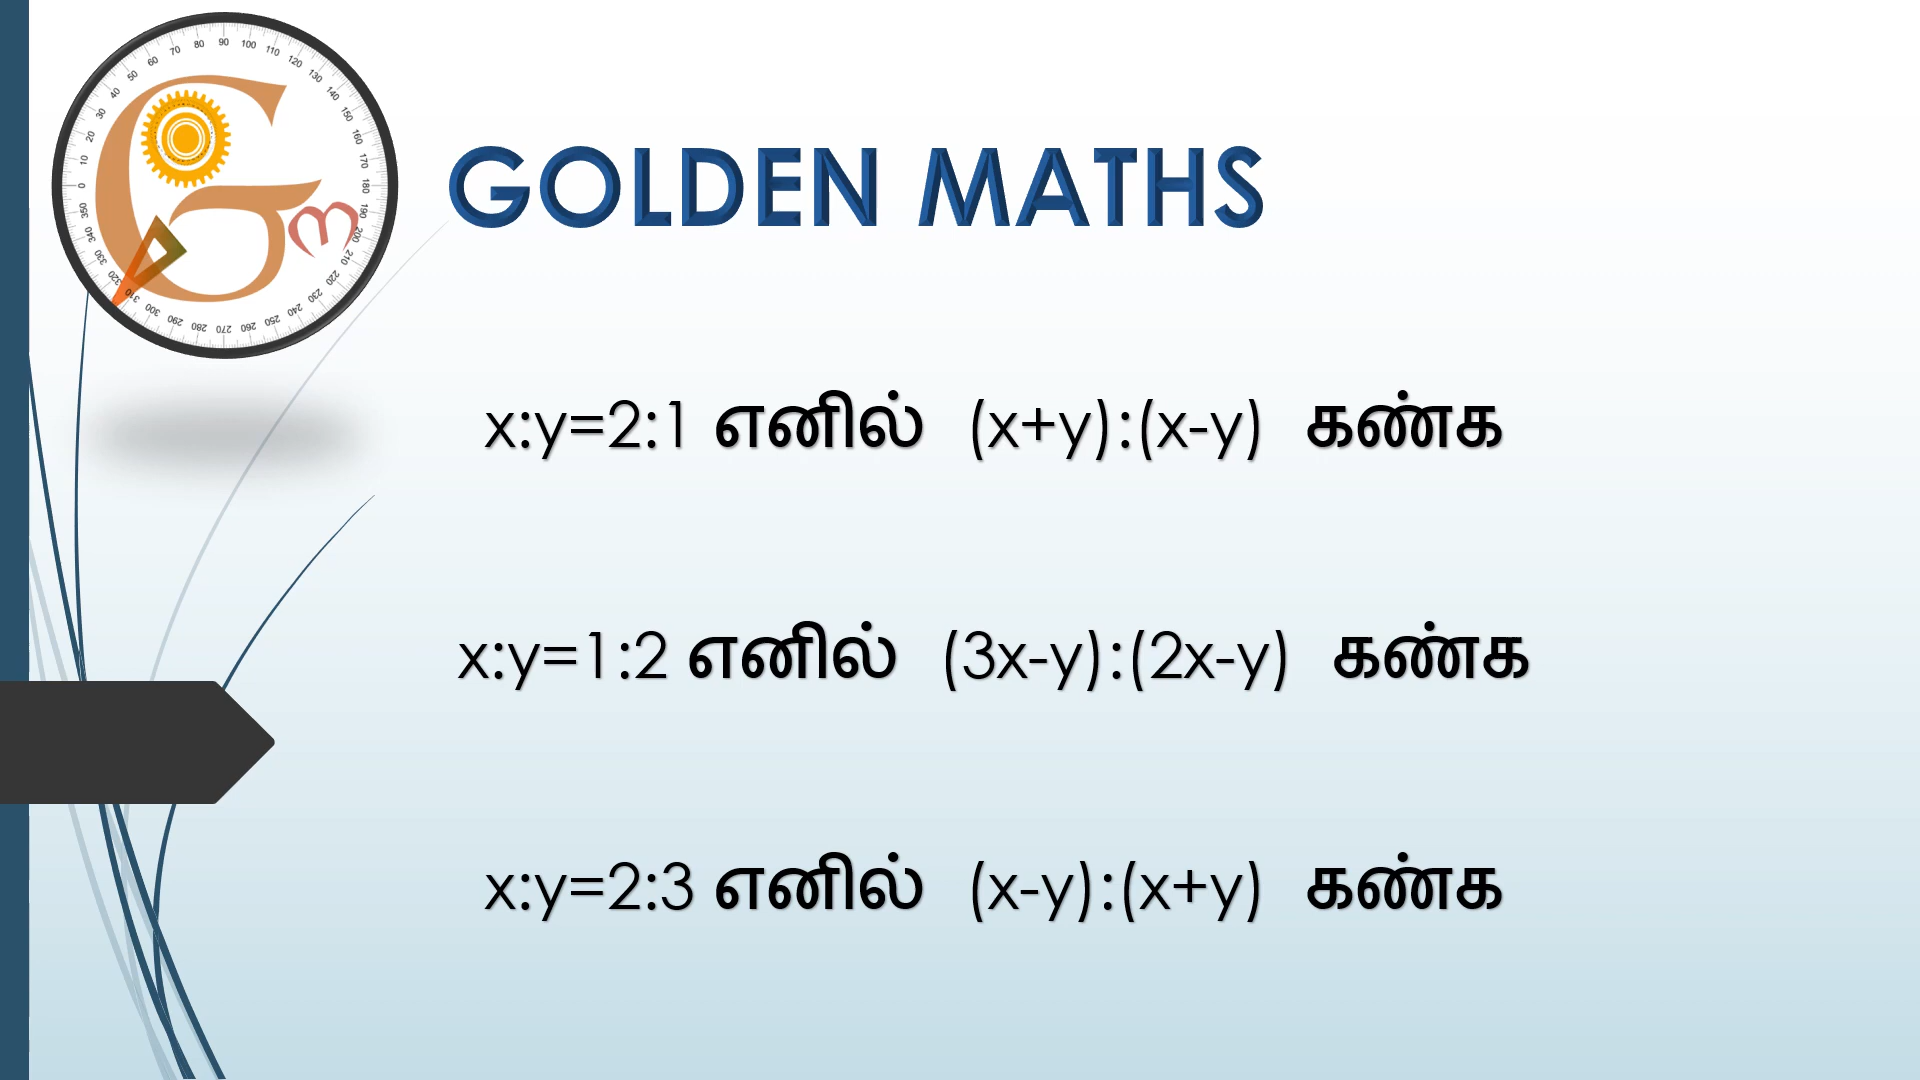 GOLDEN MATHS
x:y=2:1 எனில் (x+y):(x-y) கண்க
x:y=1:2 எனில் (3x-y):(2x-y) கண்க
x:y=2:3 எனில் (x-y):(x+y) கண்க